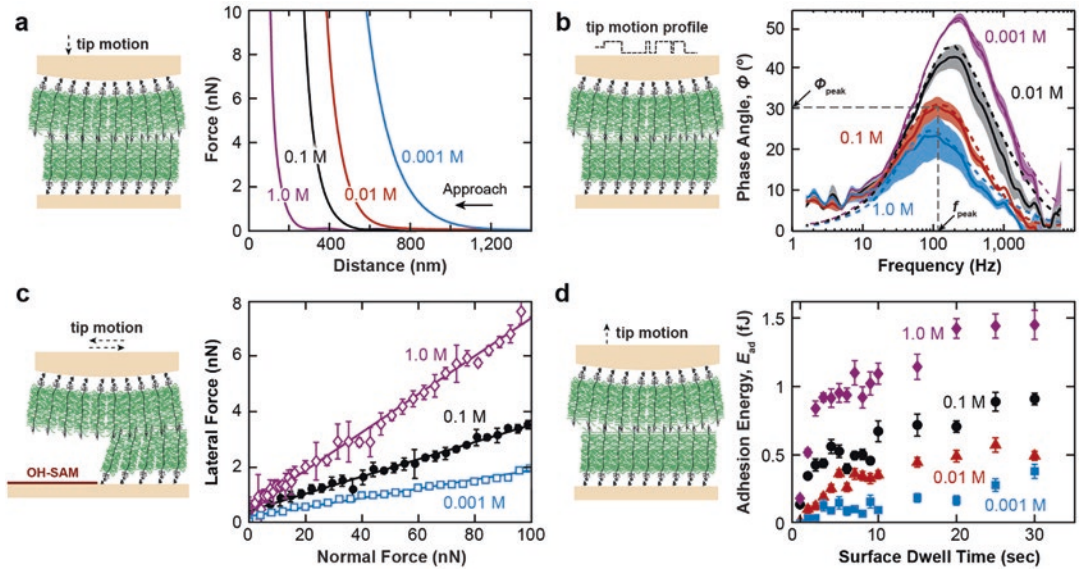 a
tip motion
Force (nN)
10
8
6
4
2
0
1.0 M
0.1 M
0.01 M
0.001 M
Approach
0 400 800 1,200
Distance (nm)
b
tip motion profile
Phase Angle, Φ (°)
50
40
30
20
10
0
Φpeak
0.001 M
0.01 M
0.1 M
1.0 M
fpeak
1 10 100 1,000
Frequency (Hz)
c
tip motion
OH-SAM
Lateral Force (nN)
8
6
4
2
0
1.0 M
0.1 M
0.001 M
0 20 40 60 80 100
Normal Force (nN)
d
tip motion
Adhesion Energy, Ead (fJ)
1.5
1
0.5
0
1.0 M
0.1 M
0.01 M
0.001 M
0 10 20 30
Surface Dwell Time (sec)